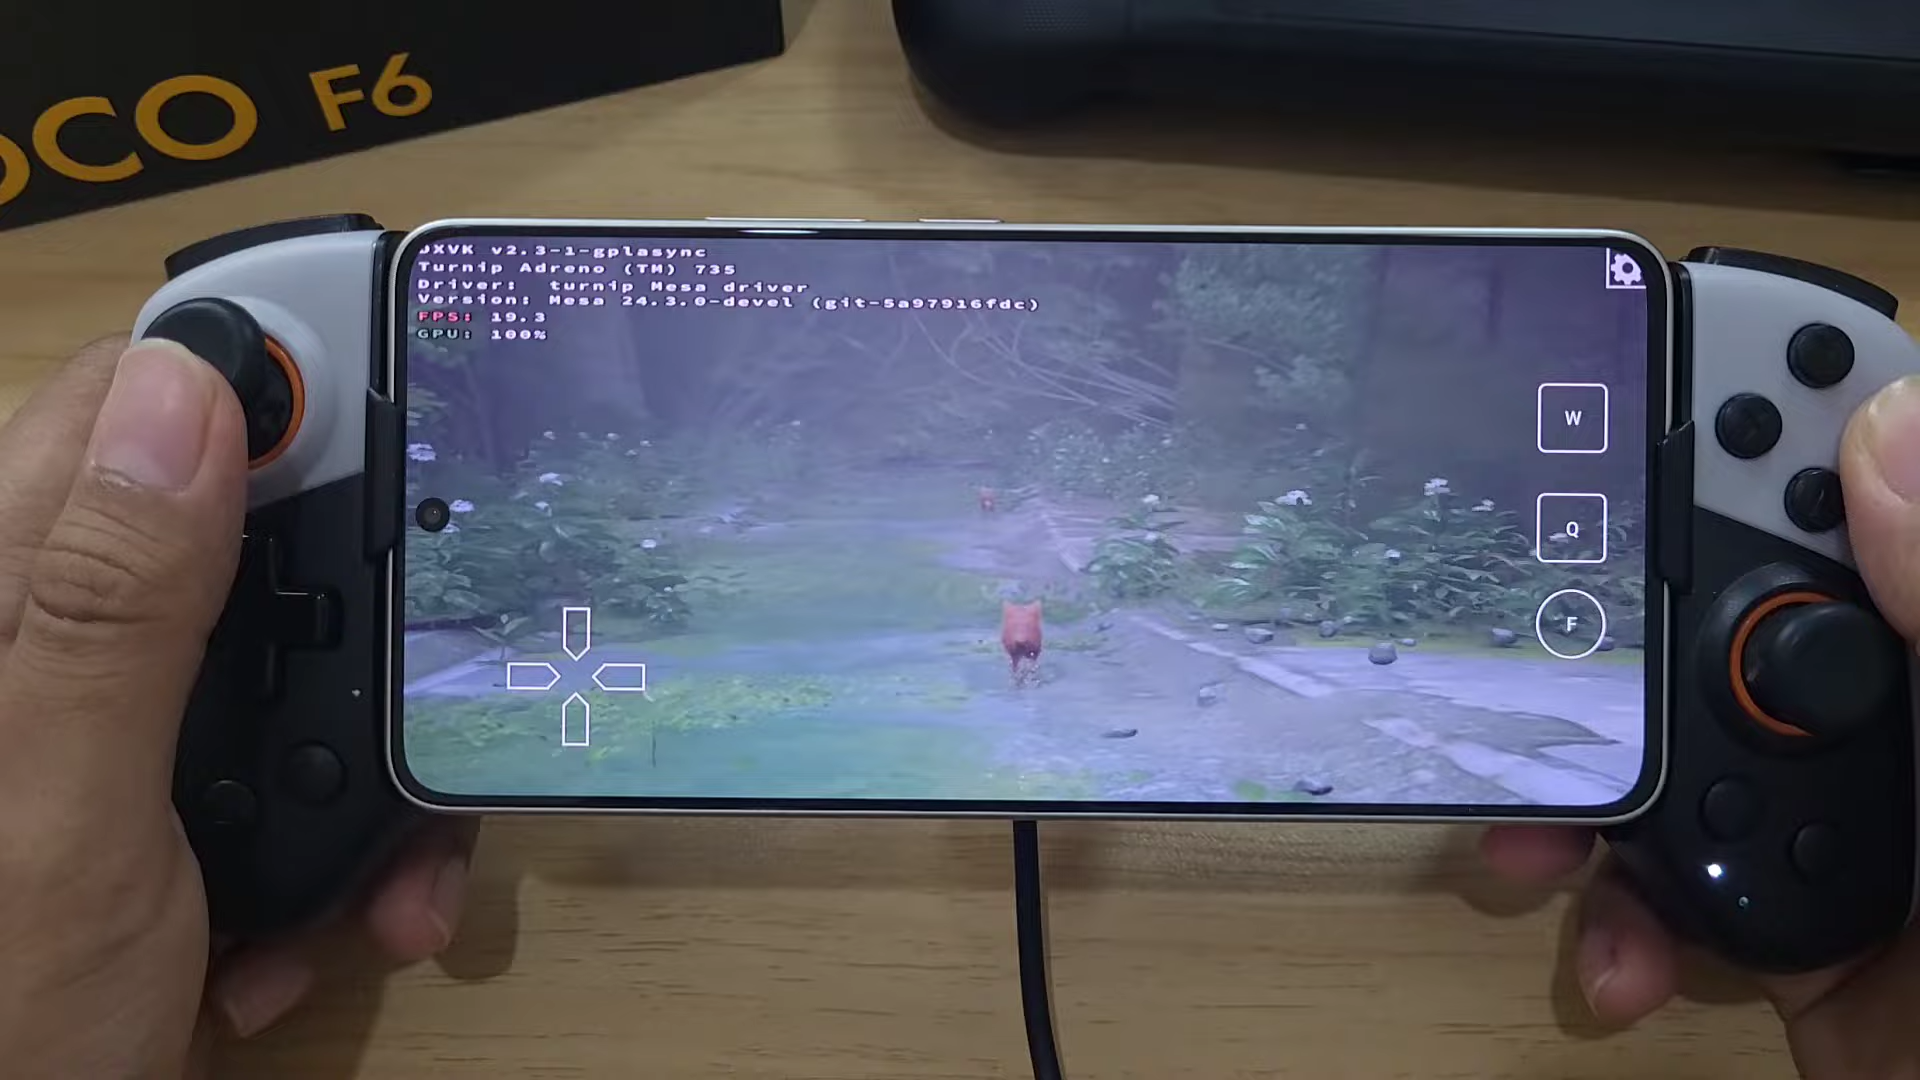 OCO F6
DXVK v2.3-1-gplasync
Turnip Adreno (TM) 735
Driver: turnip Mesa driver
Version: Mesa 24.3.0-devel (git-5a97916fdc)
FPS: 19.3
GPU: 100%
W
Q
F